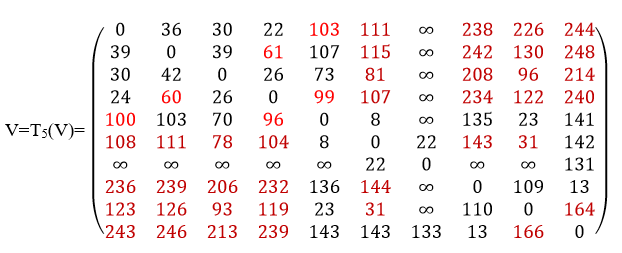 0 36 30 22 103 111 ∞ 238 226 244
39 0 39 61 107 115 ∞ 242 130 248
30 42 0 26 73 81 ∞ 208 96 214
24 60 26 0 99 107 ∞ 234 122 240
V=T₅(V)= 100 103 70 96 0 8 ∞ 135 23 141
108 111 78 104 8 0 22 143 31 142
∞ ∞ ∞ ∞ ∞ 22 0 ∞ ∞ 131
236 239 206 232 136 144 ∞ 0 109 13
123 126 93 119 23 31 ∞ 110 0 164
243 246 213 239 143 143 133 13 166 0